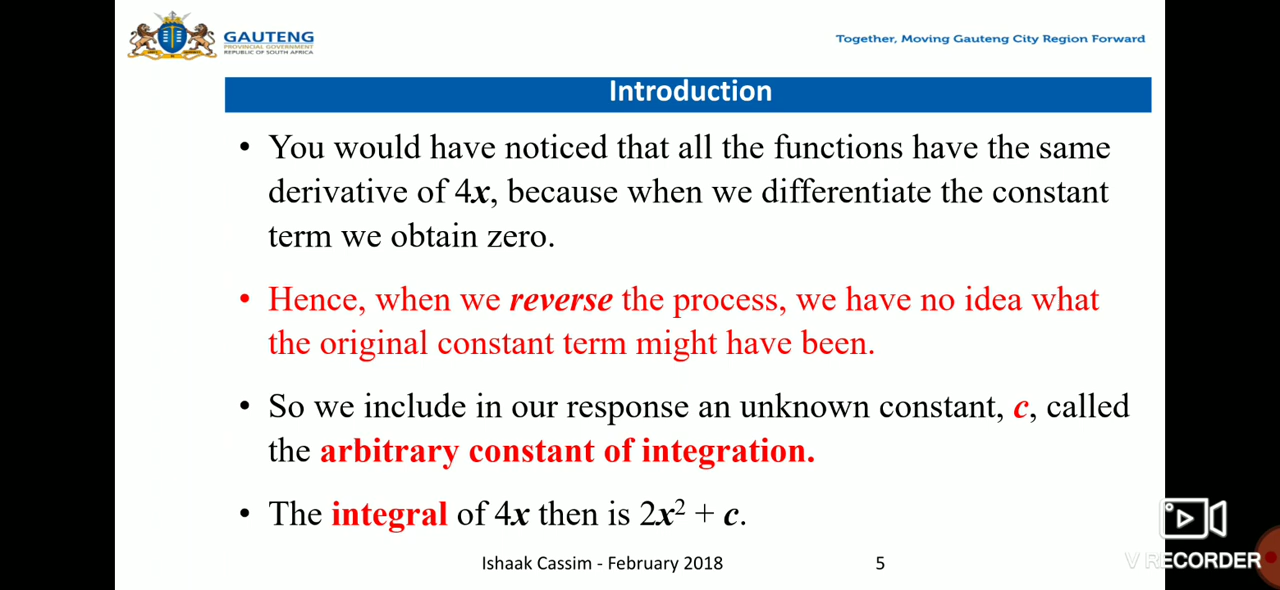 GAUTENG
PROVINCIAL GOVERNMENT
REPUBLIC OF SOUTH AFRICA
Together, Moving Gauteng City Region Forward
Introduction
• You would have noticed that all the functions have the same
derivative of 4x, because when we differentiate the constant
term we obtain zero.
• Hence, when we reverse the process, we have no idea what
the original constant term might have been.
• So we include in our response an unknown constant, c, called
the arbitrary constant of integration.
• The integral of 4x then is 2x² + c.
Ishaak Cassim - February 2018
5
V RECORDER